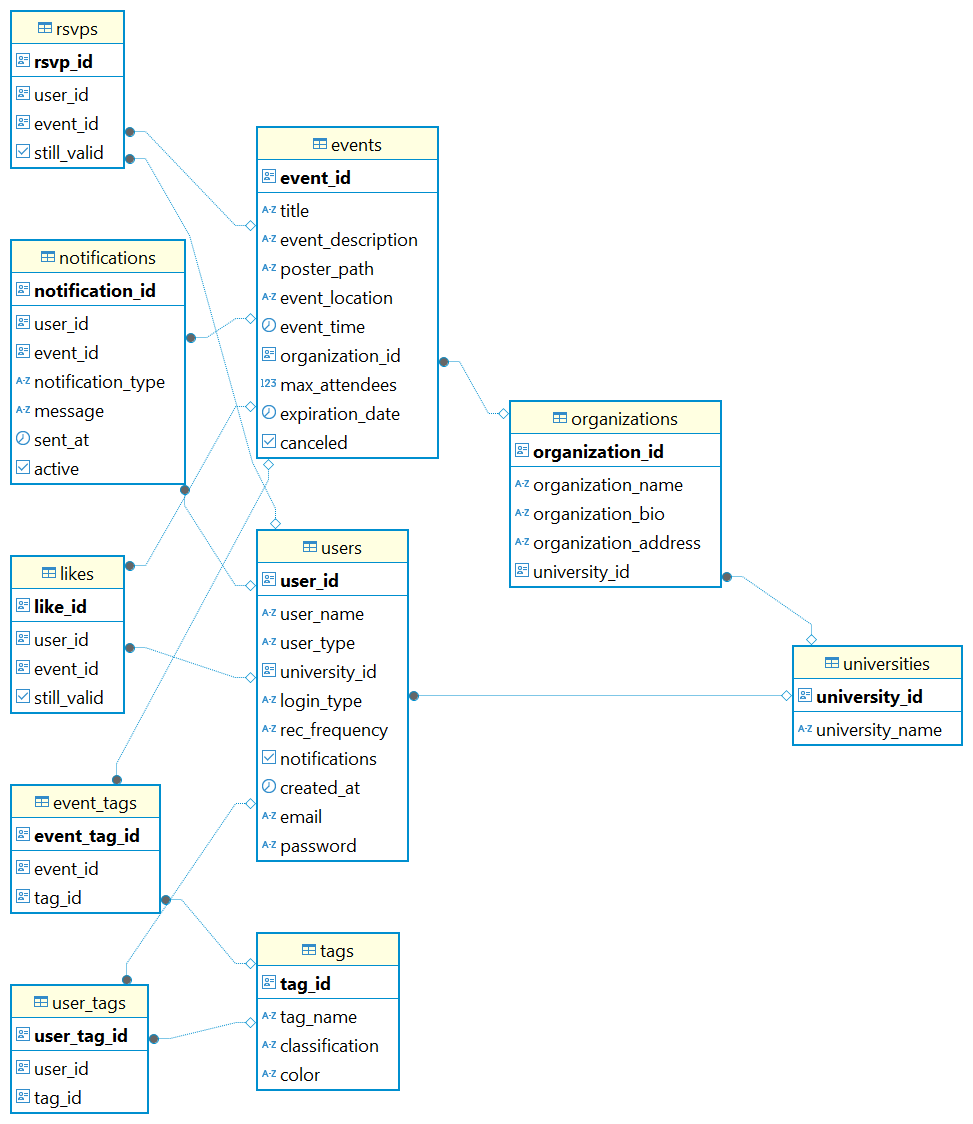 rsvps
rsvp_id
user_id
event_id
still_valid
events
event_id
A-Z title
A-Z event_description
A-Z poster_path
A-Z event_location
event_time
organization_id
123 max_attendees
expiration_date
canceled
notifications
notification_id
user_id
event_id
A-Z notification_type
A-Z message
sent_at
active
organizations
organization_id
A-Z organization_name
A-Z organization_bio
A-Z organization_address
university_id
likes
like_id
user_id
event_id
still_valid
users
user_id
A-Z user_name
A-Z user_type
university_id
A-Z login_type
A-Z rec_frequency
notifications
created_at
A-Z email
A-Z password
universities
university_id
A-Z university_name
event_tags
event_tag_id
event_id
tag_id
tags
tag_id
A-Z tag_name
A-Z classification
A-Z color
user_tags
user_tag_id
user_id
tag_id